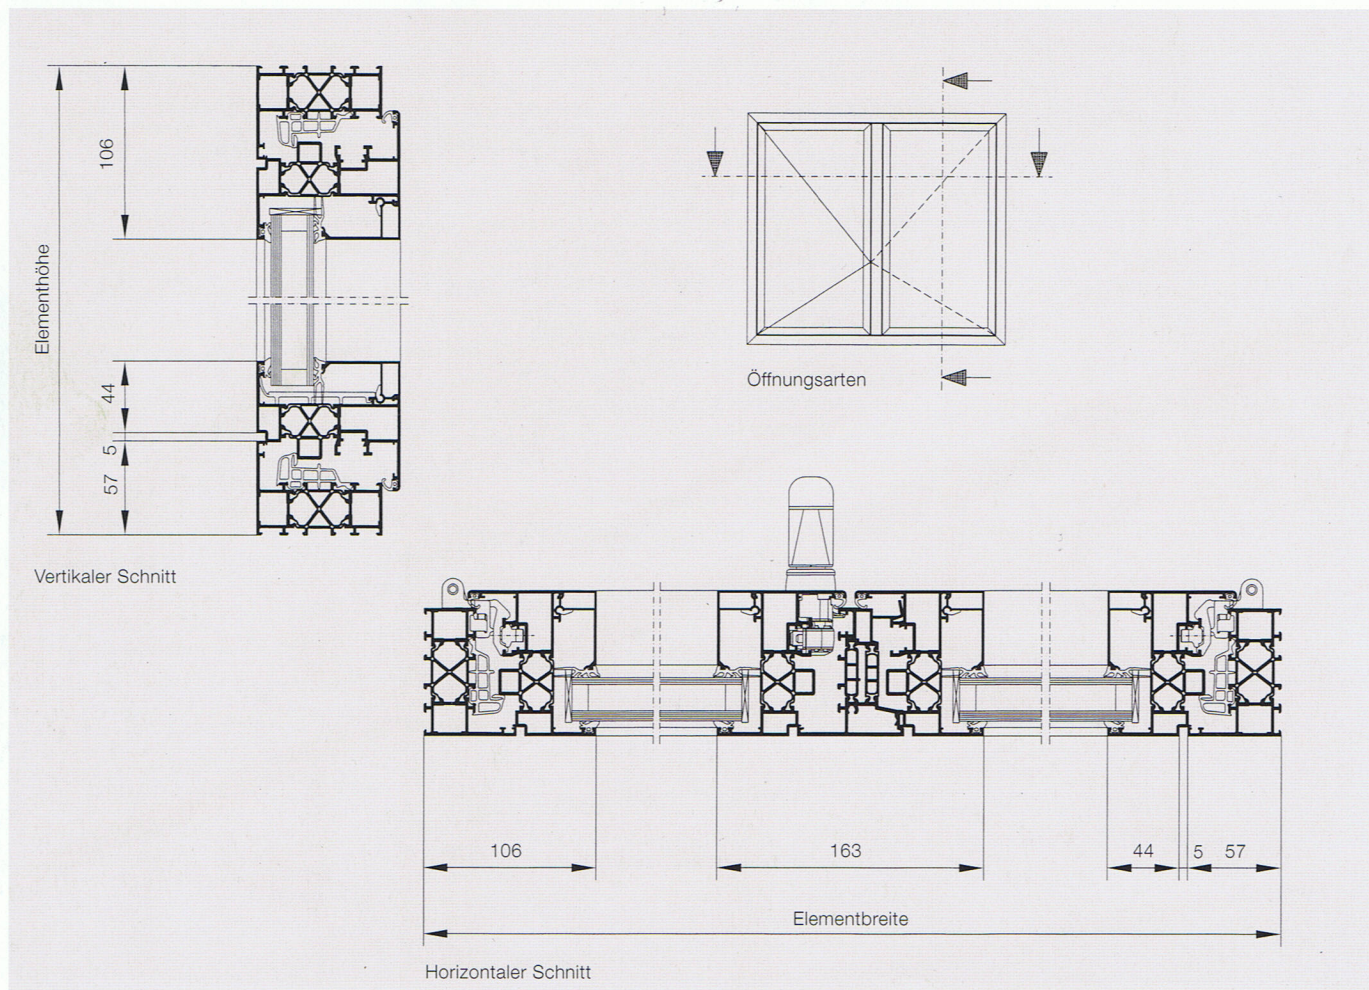 106
Elementhöhe
44
5
57
Vertikaler Schnitt
Öffnungsarten
106
163
44
5
57
Elementbreite
Horizontaler Schnitt